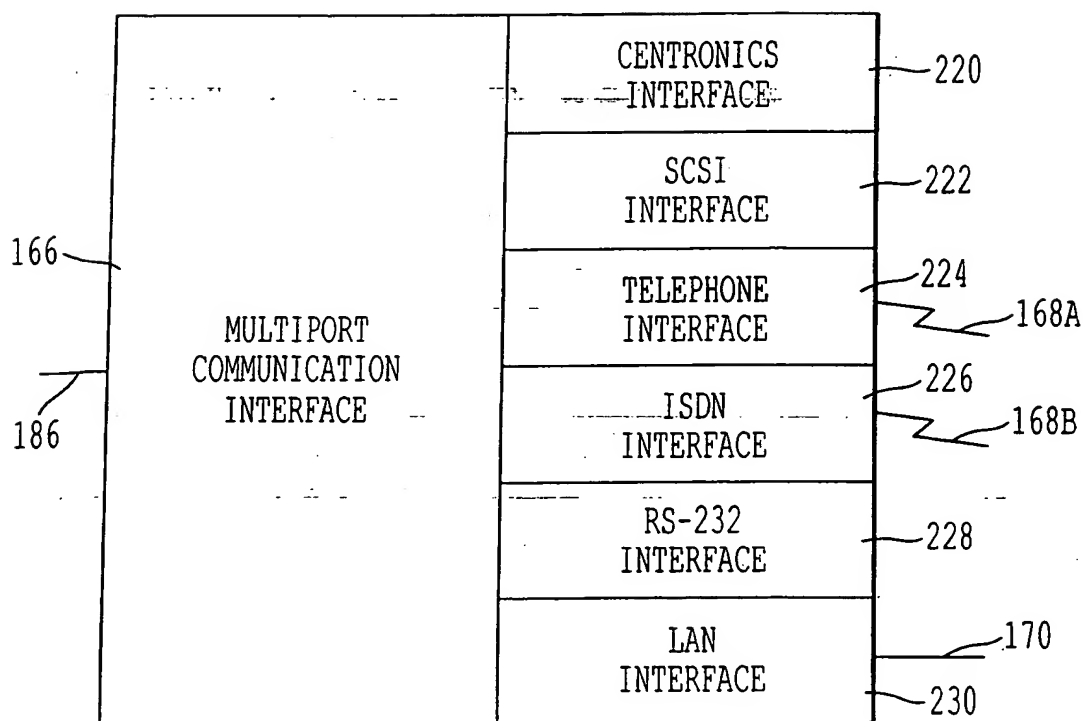 CENTRONICS
INTERFACE
220
SCSI
INTERFACE
222
166
224
TELEPHONE
INTERFACE
168A
MULTIPORT
COMMUNICATION
INTERFACE
186
226
ISDN
INTERFACE
168B
RS-232
INTERFACE
228
LAN
INTERFACE
170
230